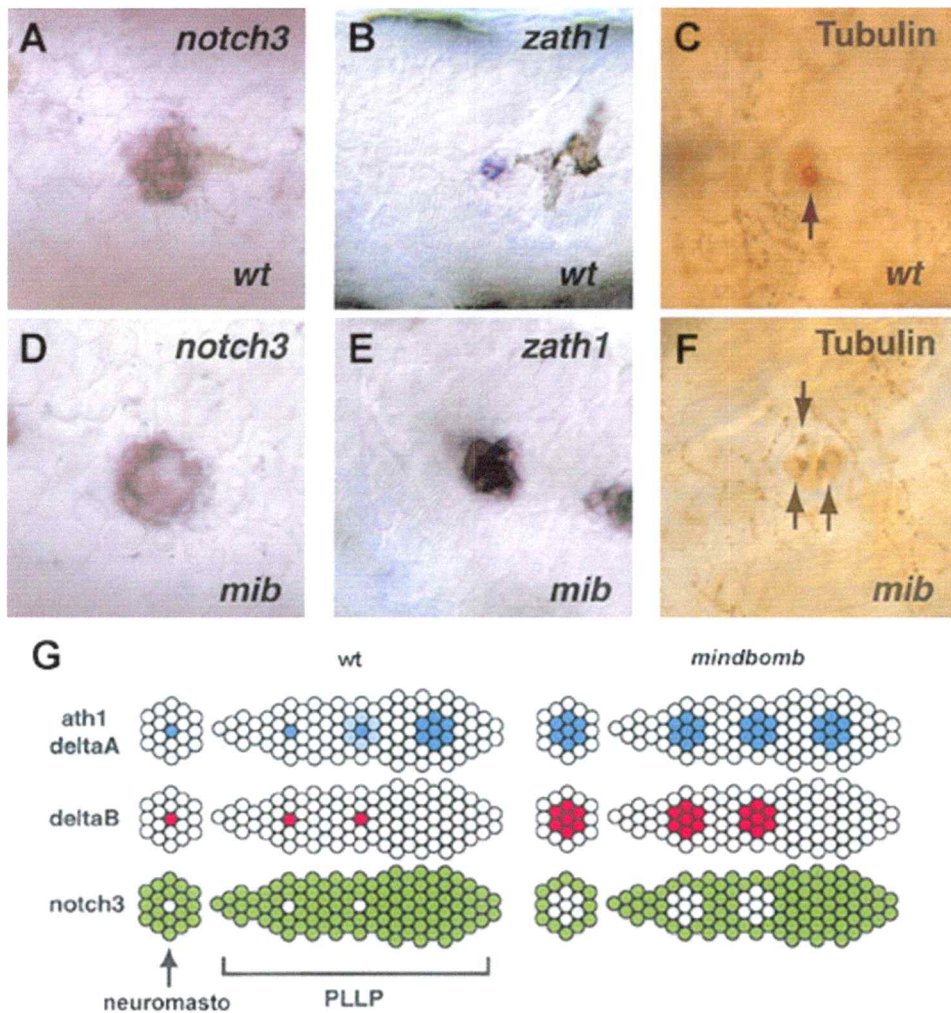 A notch3
wt
B zath1
wt
C Tubulin
wt
D notch3
mib
E zath1
mib
F Tubulin
mib
G
wt mindbomb
ath1
deltaA
deltaB
notch3
neuromasto
PLLP